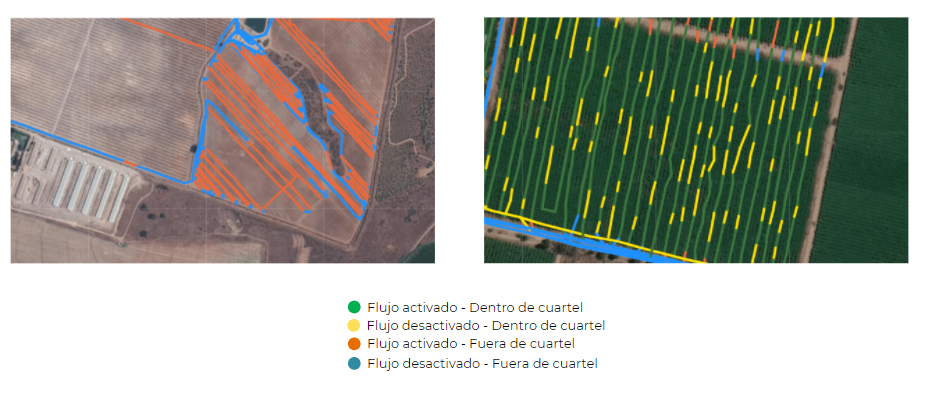 Flujo activado - Dentro de cuartel
Flujo desactivado - Dentro de cuartel
Flujo activado - Fuera de cuartel
Flujo desactivado - Fuera de cuartel